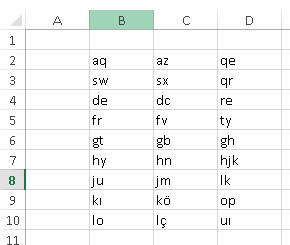 A B C D
1
2 aq az qe
3 sw sx qr
4 de dc re
5 fr fv ty
6 gt gb gh
7 hy hn hjk
8 ju jm lk
9 kı kö op
10 lo lç uı